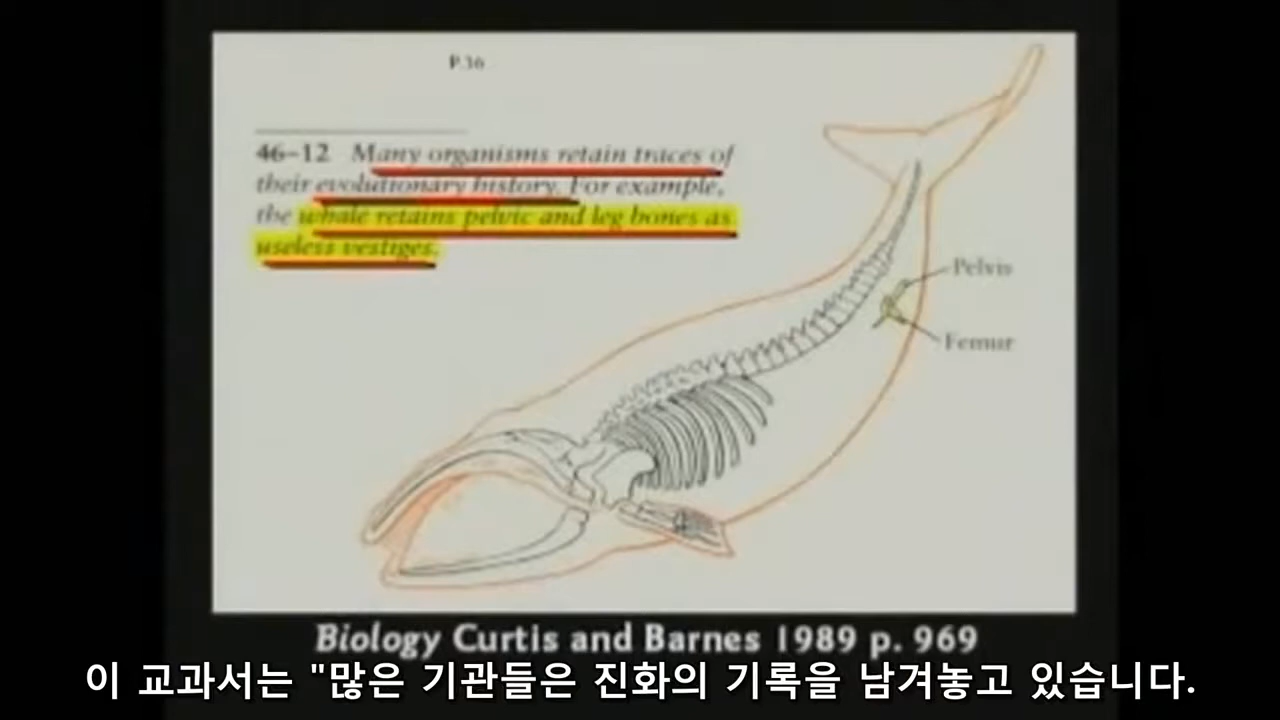 P.36
46–12 Many organisms retain traces of
their evolutionary history. For example,
the whale retains pelvic and leg bones as
useless vestiges.
Pelvis
Femur
Biology Curtis and Barnes 1989 p. 969
이 교과서는 "많은 기관들은 진화의 기록을 남겨놓고 있습니다.